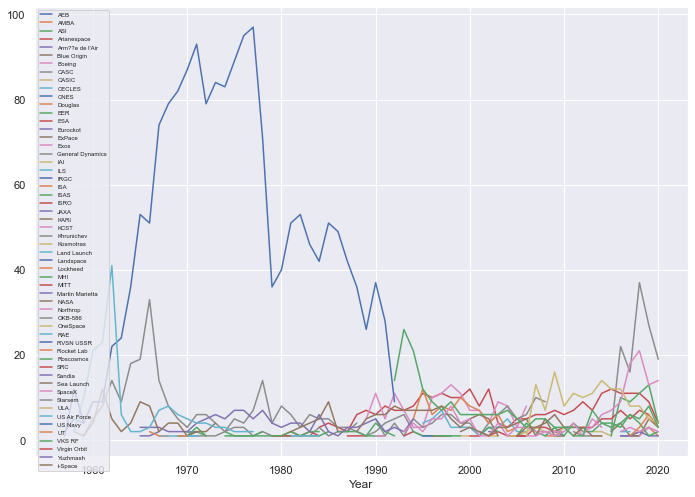 100
80
60
40
20
0
AEB
AMBA
ASI
Arianespace
Arm??e de l'Air
Blue Origin
Boeing
CASC
CASIC
CECLES
CNES
Douglas
EER
ESA
Eurockot
ExPace
Exos
General Dynamics
IAI
ILS
IRGC
ISA
ISAS
ISRO
JAXA
KARI
KCST
Khrunichev
Kosmotras
Land Launch
Landspace
Lockheed
MHI
MITT
Martin Marietta
NASA
Northrop
OKB-586
OneSpace
RAE
RVSN USSR
Rocket Lab
Roscosmos
SRC
Sandia
Sea Launch
SpaceX
Starsem
ULA
US Air Force
US Navy
UT
VKS RF
Virgin Orbit
Yuzhmash
i-Space
1960 1970 1980 1990 2000 2010 2020
Year